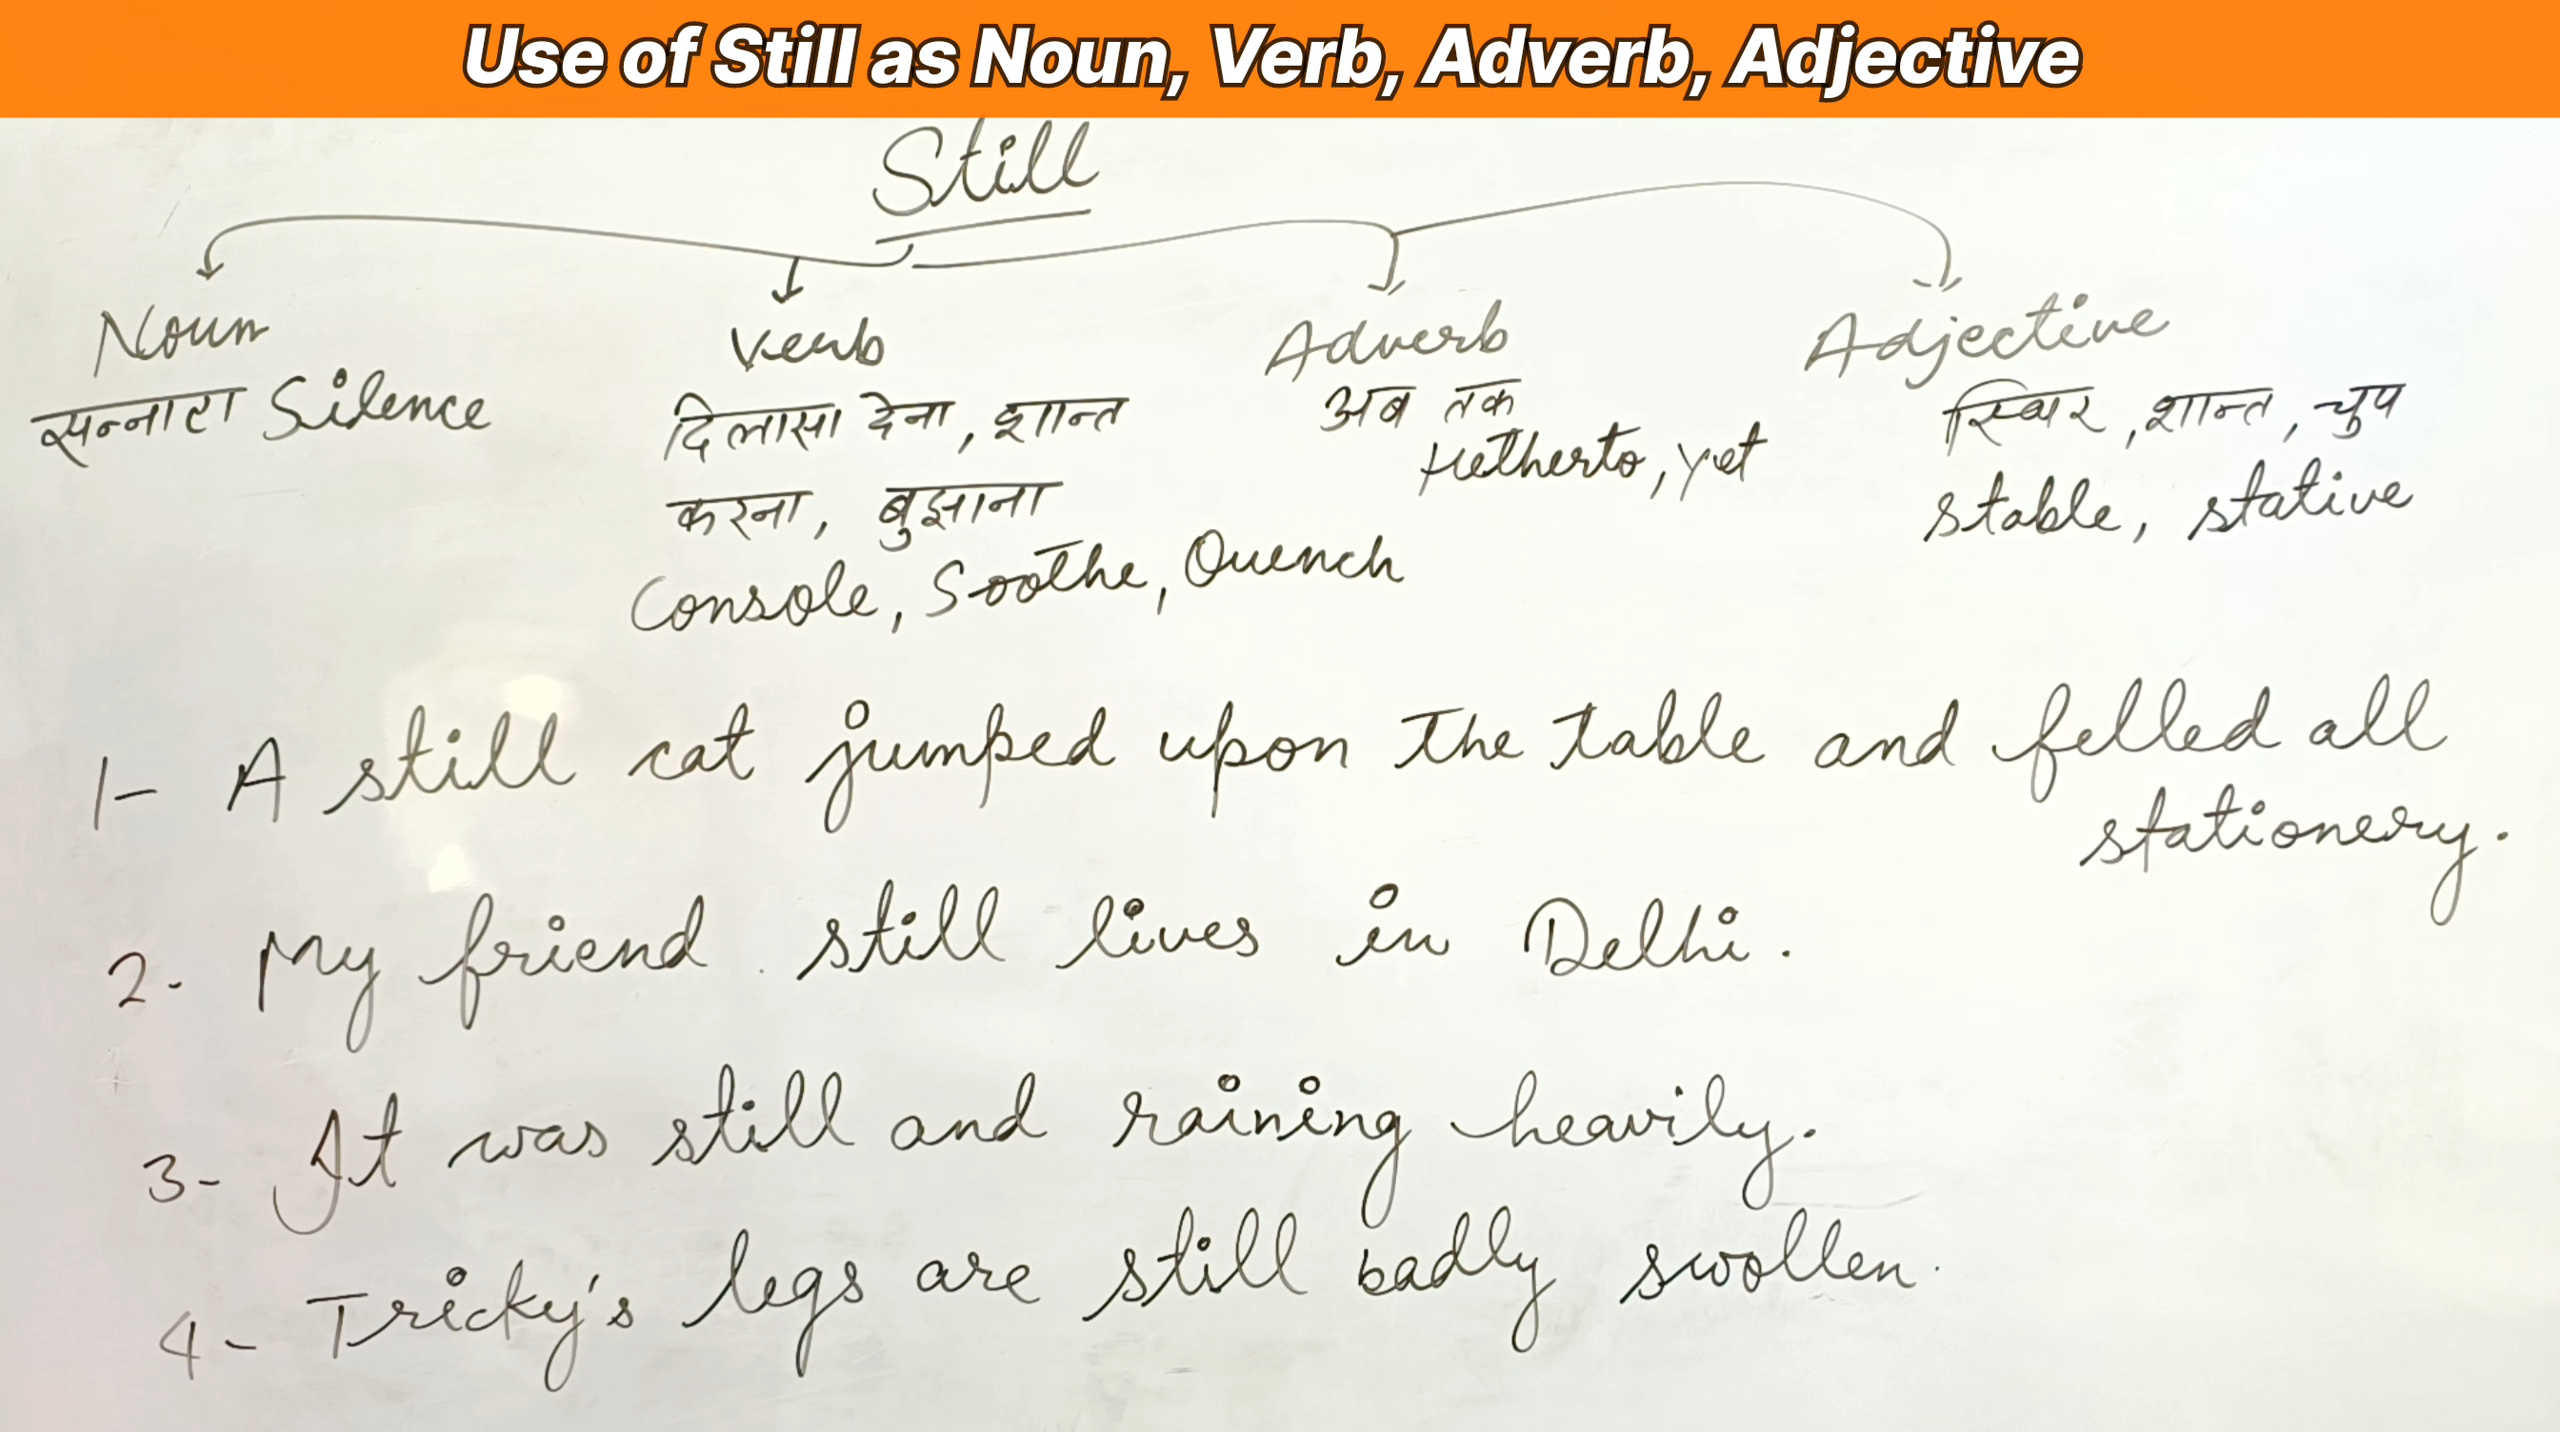 Use of Still as Noun, Verb, Adverb, Adjective
Still
Noun
सन्नाटा Silence
Verb
दिलासा देना, शान्त
करना, बुझाना
Console, Soothe, Quench
Adverb
अब तक
Hetherto, Yet
Adjective
स्थिर, शान्त, चुप
stable, stative
1- A still cat jumped upon the table and felled all
stationery.
2. My friend still lives in Delhi.
3- It was still and raining heavily.
4- Tricky's legs are still badly swollen.